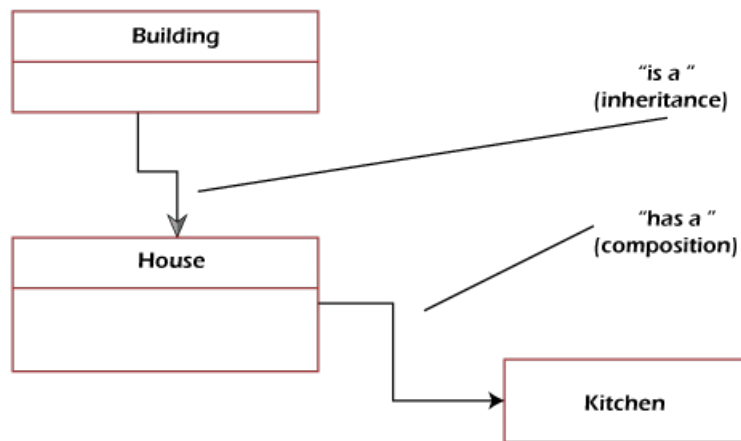 Building
“is a “
(inheritance)
“has a “
(composition)
House
Kitchen